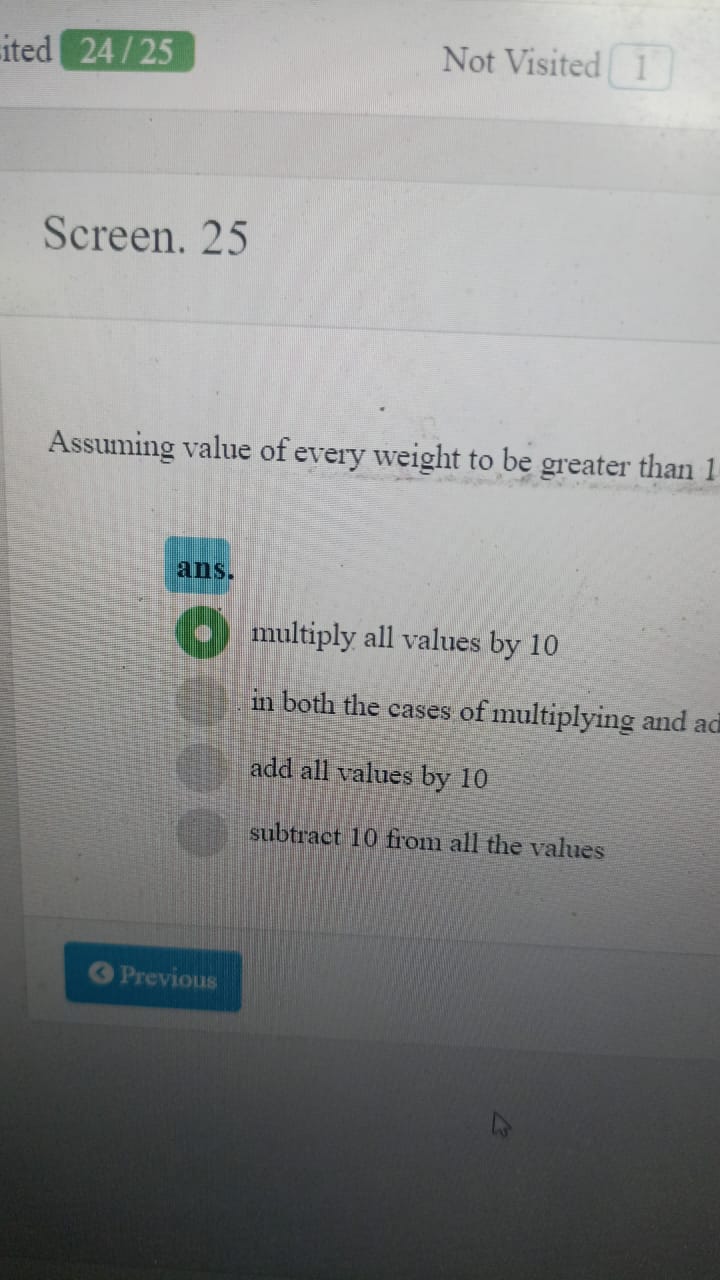 ited 24 / 25 Not Visited 1
Screen. 25
Assuming value of every weight to be greater than 1
ans.
multiply all values by 10
in both the cases of multiplying and ad
add all values by 10
subtract 10 from all the values
Previous